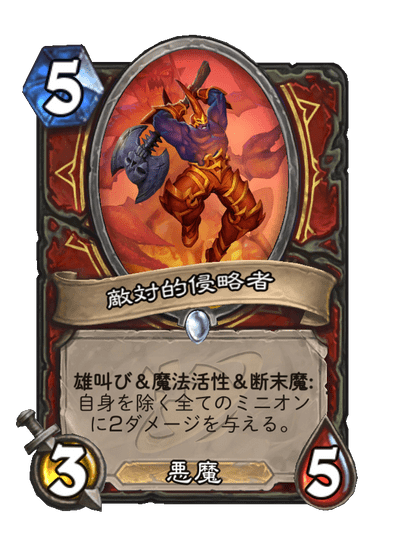 5
敵対的侵略者
雄叫び＆魔法活性＆断末魔:
自身を除く全てのミニオン
に2ダメージを与える。
3
悪魔
5